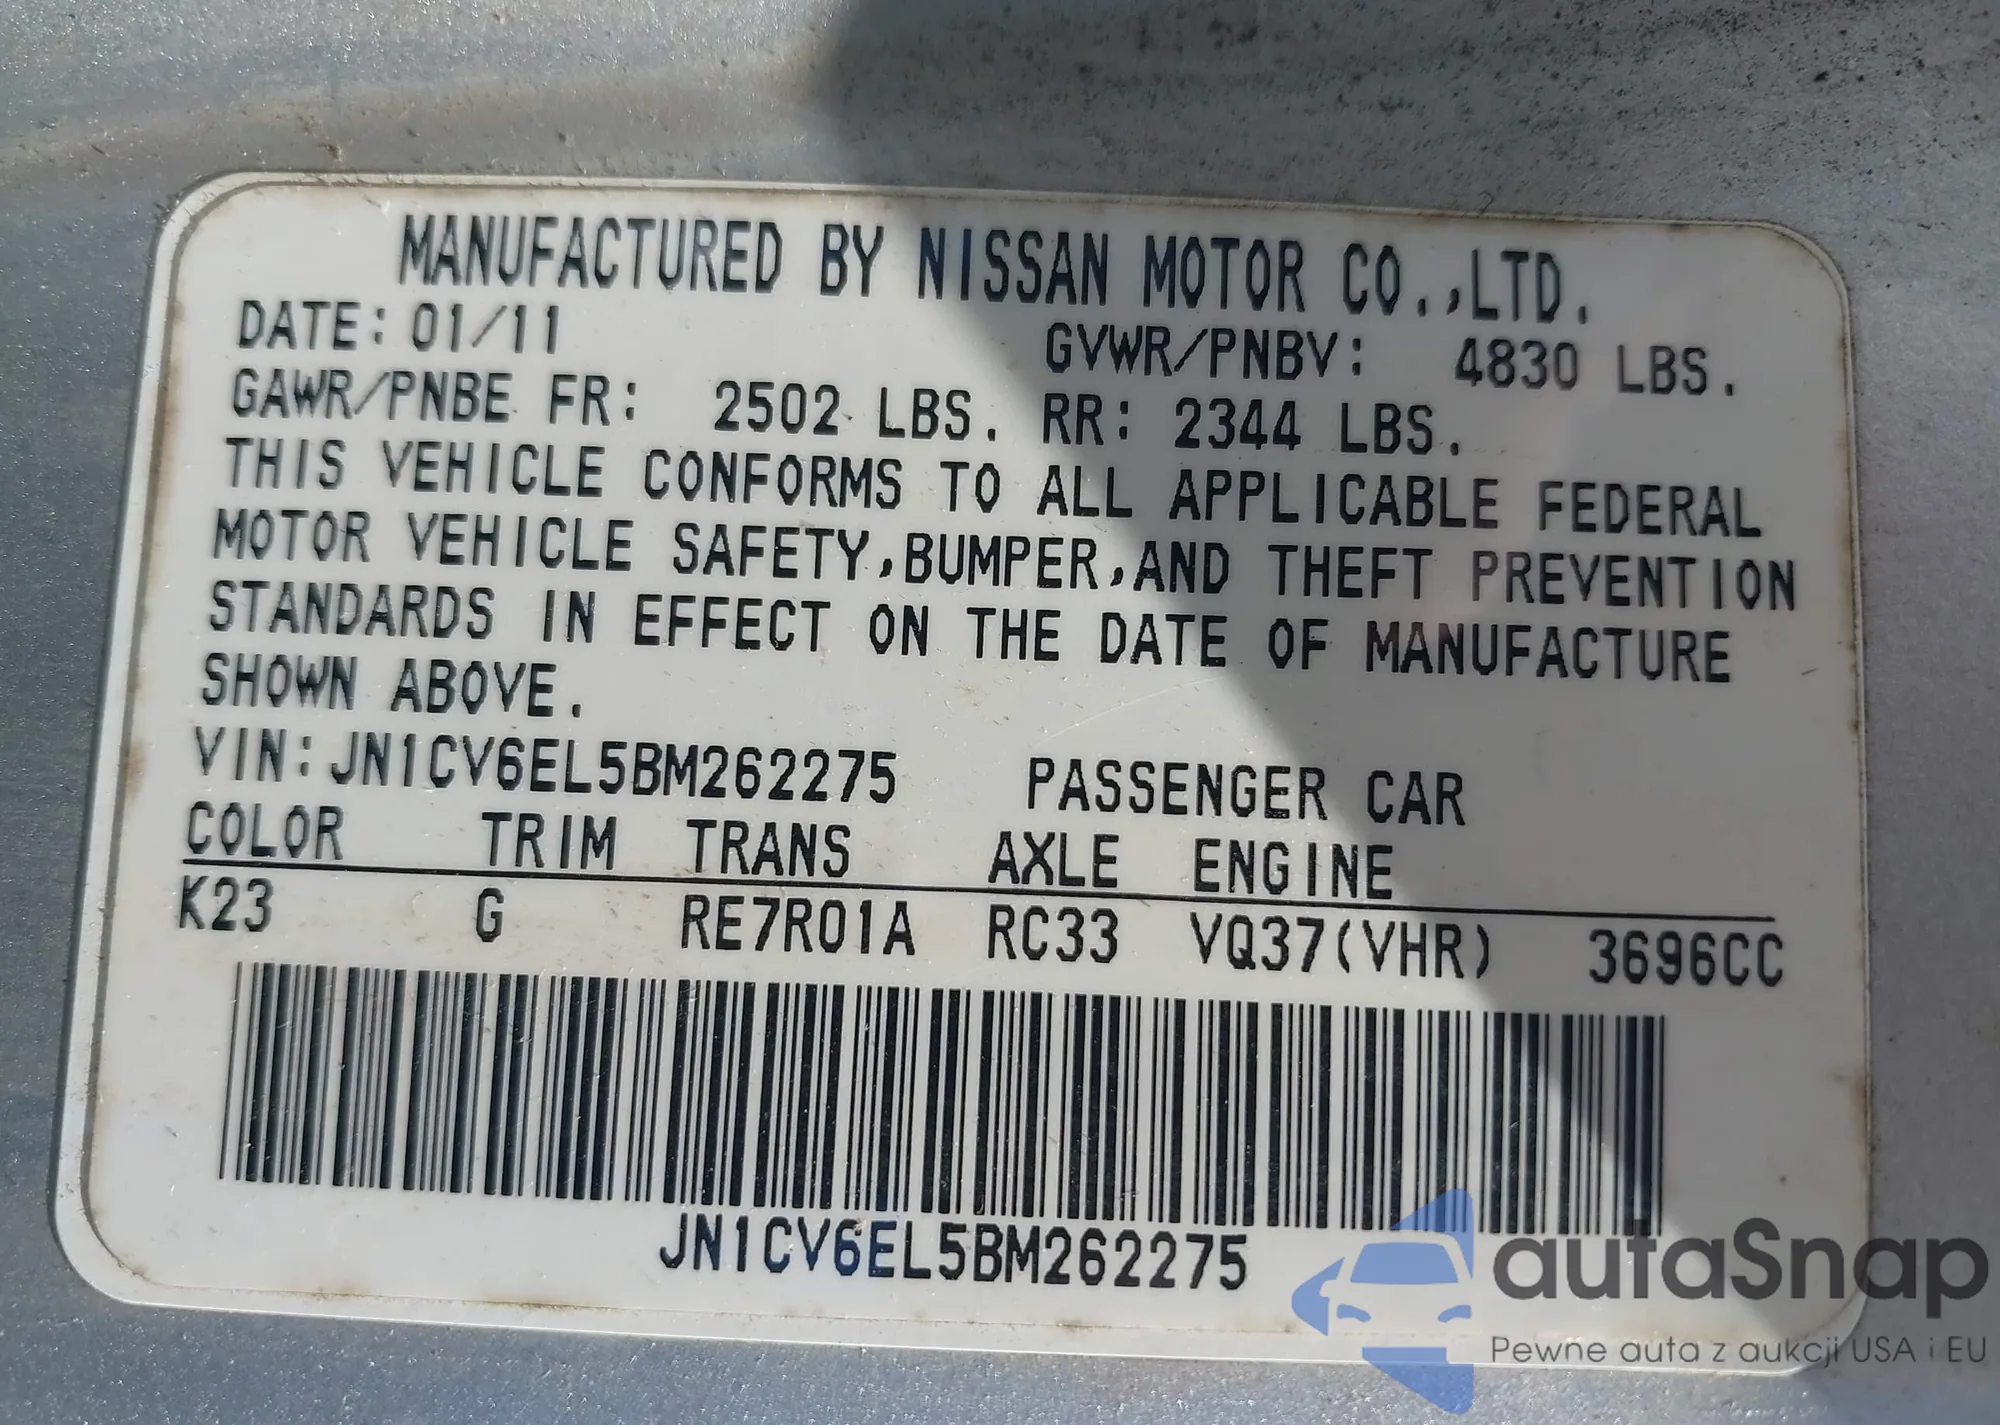 MANUFACTURED BY NISSAN MOTOR CO.,LTD.
DATE: 01/11 GVWR/PNBV: 4830 LBS.
GAWR/PNBE FR: 2502 LBS. RR: 2344 LBS.
THIS VEHICLE CONFORMS TO ALL APPLICABLE FEDERAL
MOTOR VEHICLE SAFETY,BUMPER,AND THEFT PREVENTION
STANDARDS IN EFFECT ON THE DATE OF MANUFACTURE
SHOWN ABOVE.
VIN:JN1CV6EL5BM262275 PASSENGER CAR
COLOR TRIM TRANS AXLE ENGINE
K23 G RE7R01A RC33 VQ37(VHR) 3696CC
JN1CV6EL5BM262275
autaSnap
Pewne auta z aukcji USA i EU